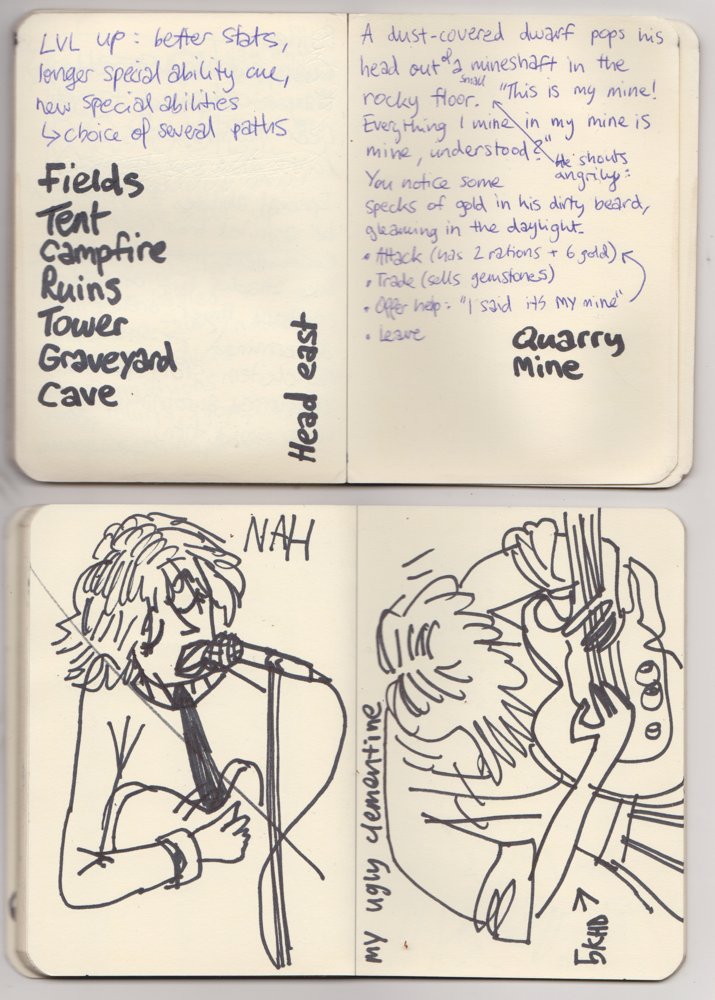 LVL up: better stats,
longer special ability use,
new special abilities
↳ choice of several paths
Fields
Tent
Campfire
Ruins
Tower
Graveyard
Cave
Head east
A dust-covered dwarf pops his
head out of a mineshaft in the
small
rocky floor. "This is my mine!
Everything I mine in my mine is
mine, understood?"
He shouts
angrily:
You notice some
specks of gold in his dirty beard,
gleaming in the daylight.
• Attack (has 2 rations + 6 gold)
• Trade (sells gemstones)
• Offer help: "I said it's MY mine"
• Leave
Quarry
Mine
NAH
my ugly clementine
5KHD